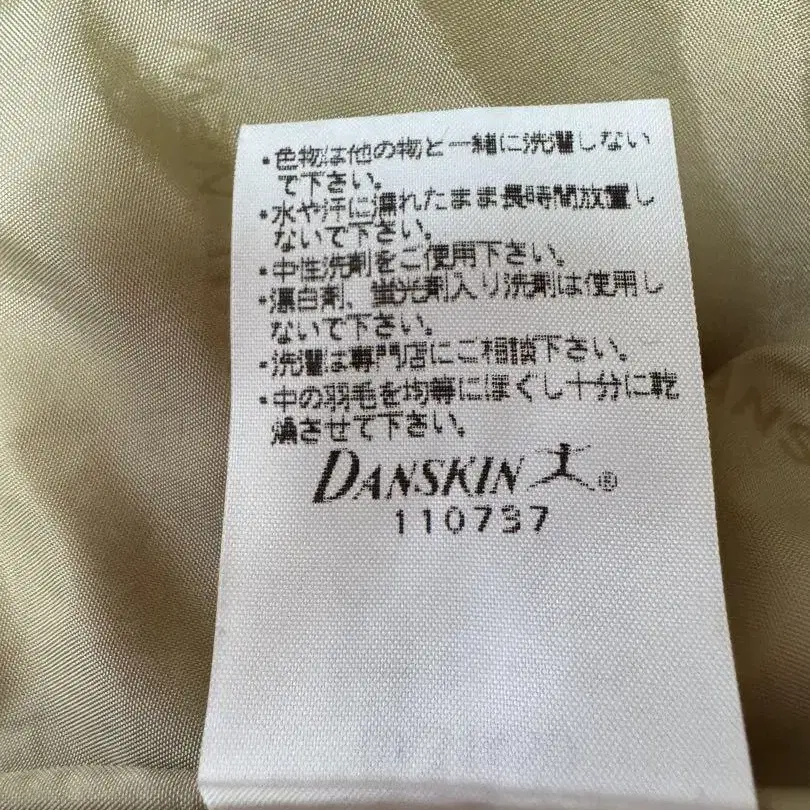 ・色物は他の物と一緒に洗濯しない
で下さい。
・水や汗に濡れたまま長時間放置し
ないで下さい。
・中性洗剤をご使用下さい。
・漂白剤、蛍光剤入り洗剤は使用し
ないで下さい。
・洗濯は専門店にご相談下さい。
・中の羽毛を均等にほぐし十分に乾
燥させて下さい。
DANSKIN®
110737